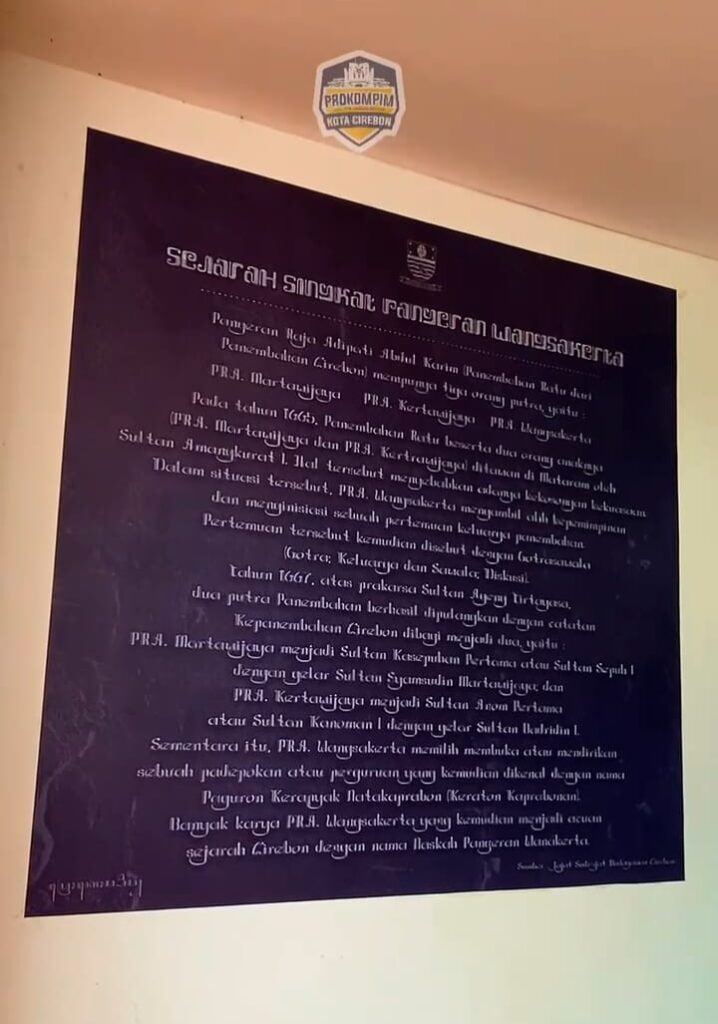 PROKOMPIM
KOTA CIREBON
SEJARAH SINGKAT PANGERAN WANGSAKERTA
Pangeran Raja Adipati Abdul Karim (Panembahan Ratu dari
Panembahan Cirebon) mempunya tiga orang putra, yaitu :
PRA. Martawijaya PRA. Kertawijaya PRA. Wangsakerta
Pada tahun 1665, Panembahan Ratu beserta dua orang anaknya
(PRA. Martawijaya dan PRA. Kertrawijaya) ditawan di Mataram oleh
Sultan Amangkurat I. Hal tersebut menyebabkan adanya kekosongan kekuasaan
Dalam situasi tersebut, PRA. Wangsakerta mengambil alih kepemimpinan
dan menginisiasi sebuah pertemuan keluarga panembahan.
Pertemuan tersebut kemudian disebut dengan Gotrasawala
(Gotra; Keluarga dan Sawala; Diskusi).
Tahun 1667, atas prakarsa Sultan Ageng Tirtayasa,
dua putra Panembahan berhasil dipulangkan dengan catatan
Kepanembahan Cirebon dibagi menjadi dua, yaitu :
PRA. Martawijaya menjadi Sultan Kasepuhan Pertama atau Sultan Sepuh I
dengan gelar Sultan Syamsudin Martawijaya; dan
PRA. Kertawijaya menjadi Sultan Anom Pertama
atau Sultan Kanoman I dengan gelar Sultan Badridin I.
Sementara itu, PRA. Wangsakerta memilih membuka atau mendirikan
sebuah padepokan atau perguruan yang kemudian dikenal dengan nama
Paguron Kerapyak Natakaprabon (Keraton Kaprabonan)
Banyak karya PRA. Wangsakerta yang kemudian menjadi acuan
sejarah Cirebon dengan nama Naskah Pangeran Wanakerta.
Sumber Jagat Cirebon